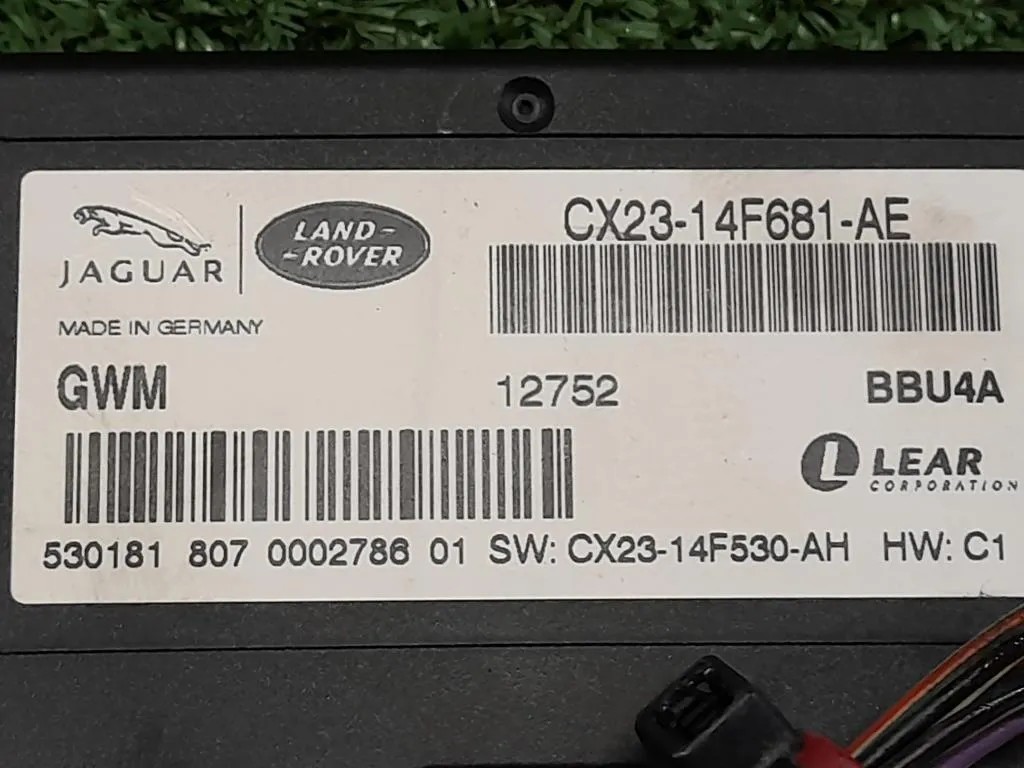 JAGUAR
LAND-
-ROVER
CX23-14F681-AE
MADE IN GERMANY
GWM 12752 BBU4A
L LEAR
CORPORATION
530181 807 0002786 01 SW: CX23-14F530-AH HW: C1